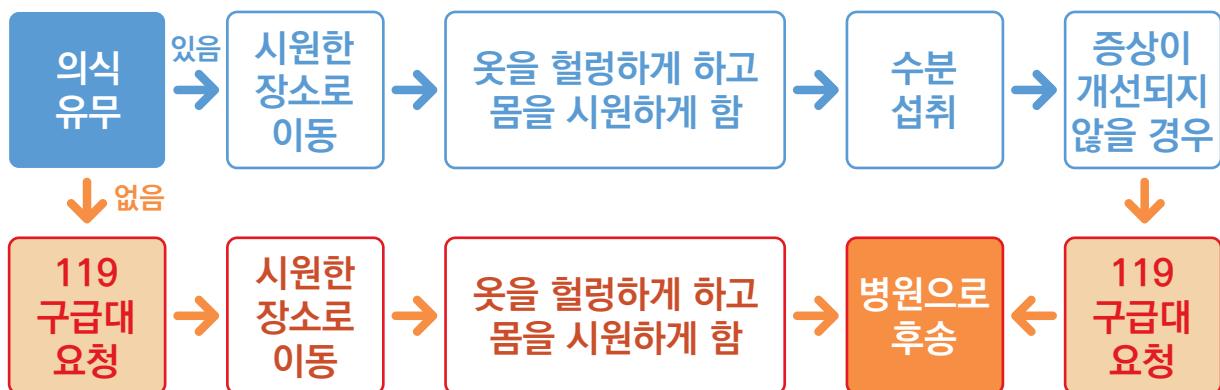 의식
유무
있음
시원한
장소로
이동
옷을 헐렁하게 하고
몸을 시원하게 함
수분
섭취
증상이
개선되지
않을 경우
없음
119
구급대
요청
시원한
장소로
이동
옷을 헐렁하게 하고
몸을 시원하게 함
병원으로
후송
119
구급대
요청